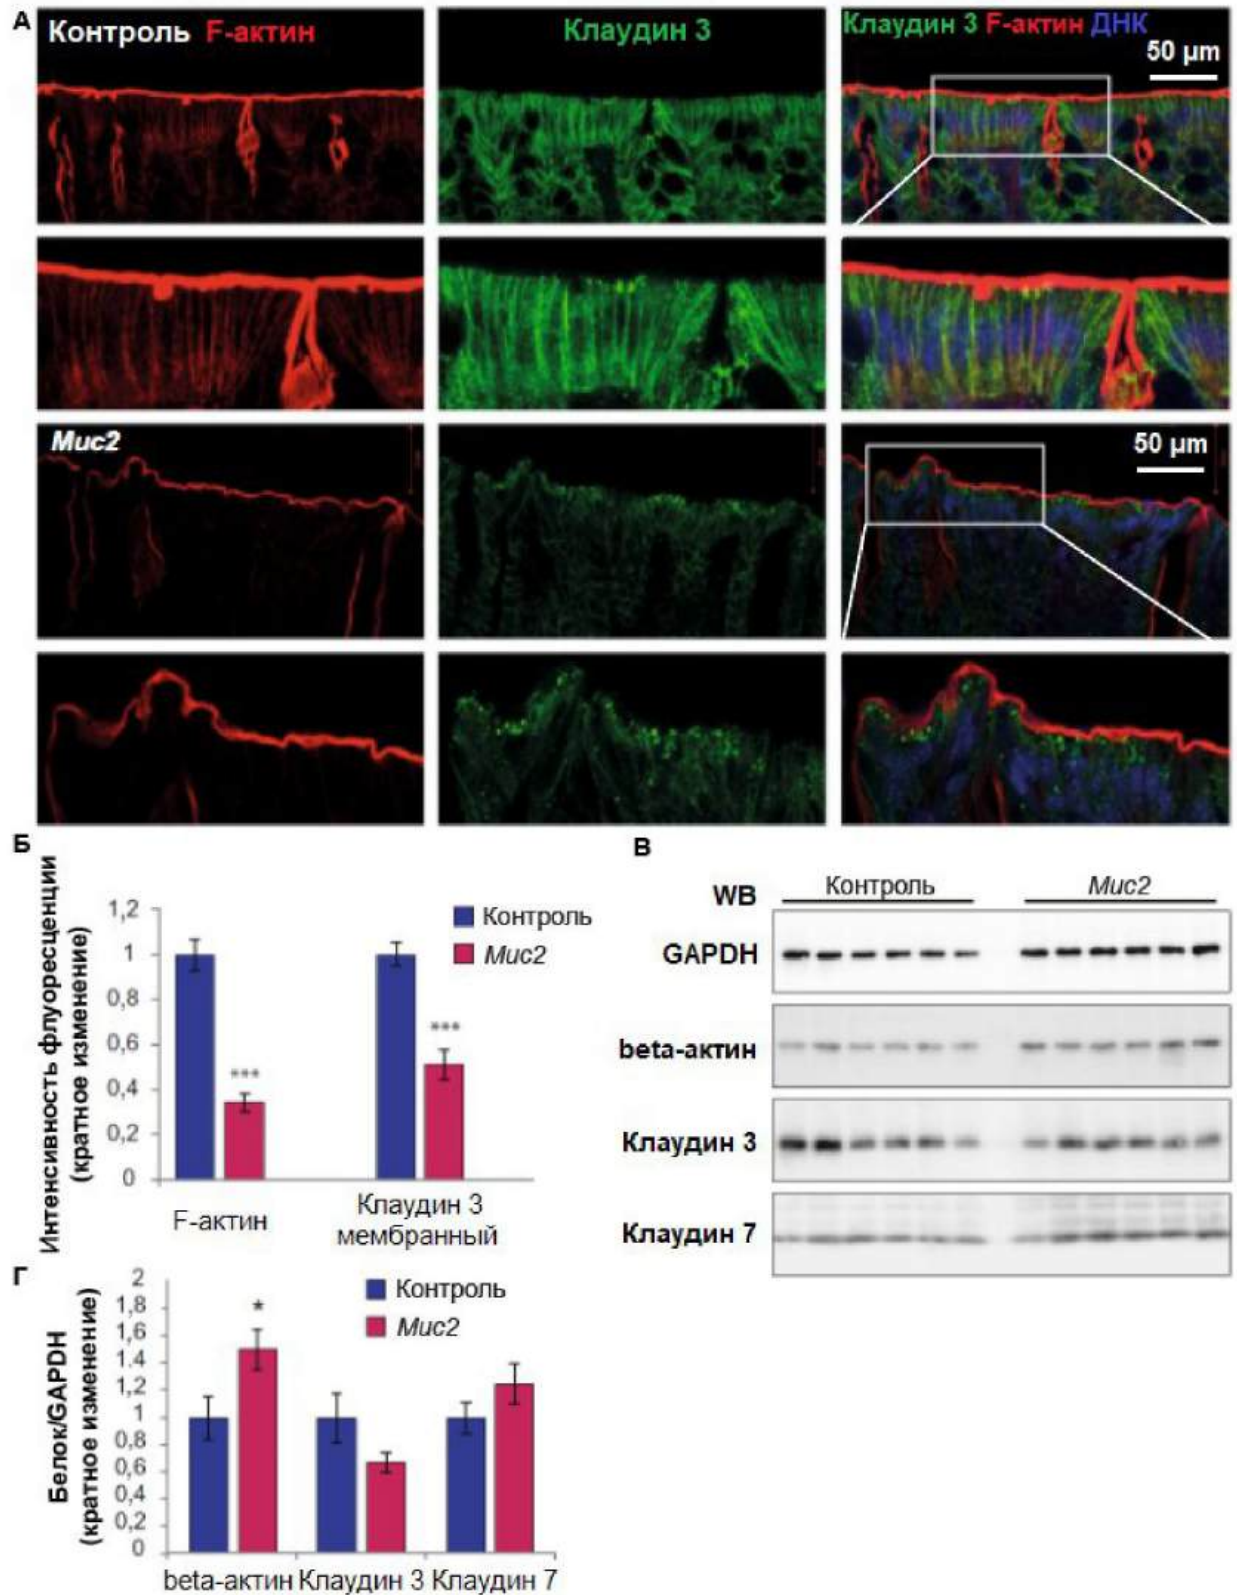 А
Контроль F-актин
Клаудин 3
Клаудин 3 F-актин ДНК
50 µm
Muc2
50 µm
Б
Интенсивность флуоресценции
(кратное изменение)
1,2
1
0,8
0,6
0,4
0,2
0
***
***
Контроль
Muc2
F-актин
Клаудин 3
мембранный
В
WB
Контроль
Muc2
GAPDH
beta-актин
Клаудин 3
Клаудин 7
Г
Белок/GAPDH
(кратное изменение)
2
1,8
1,6
1.4
1,2
1
0,8
0,6
0,4
0,2
0
*
Контроль
Muc2
beta-актин Клаудин 3 Клаудин 7